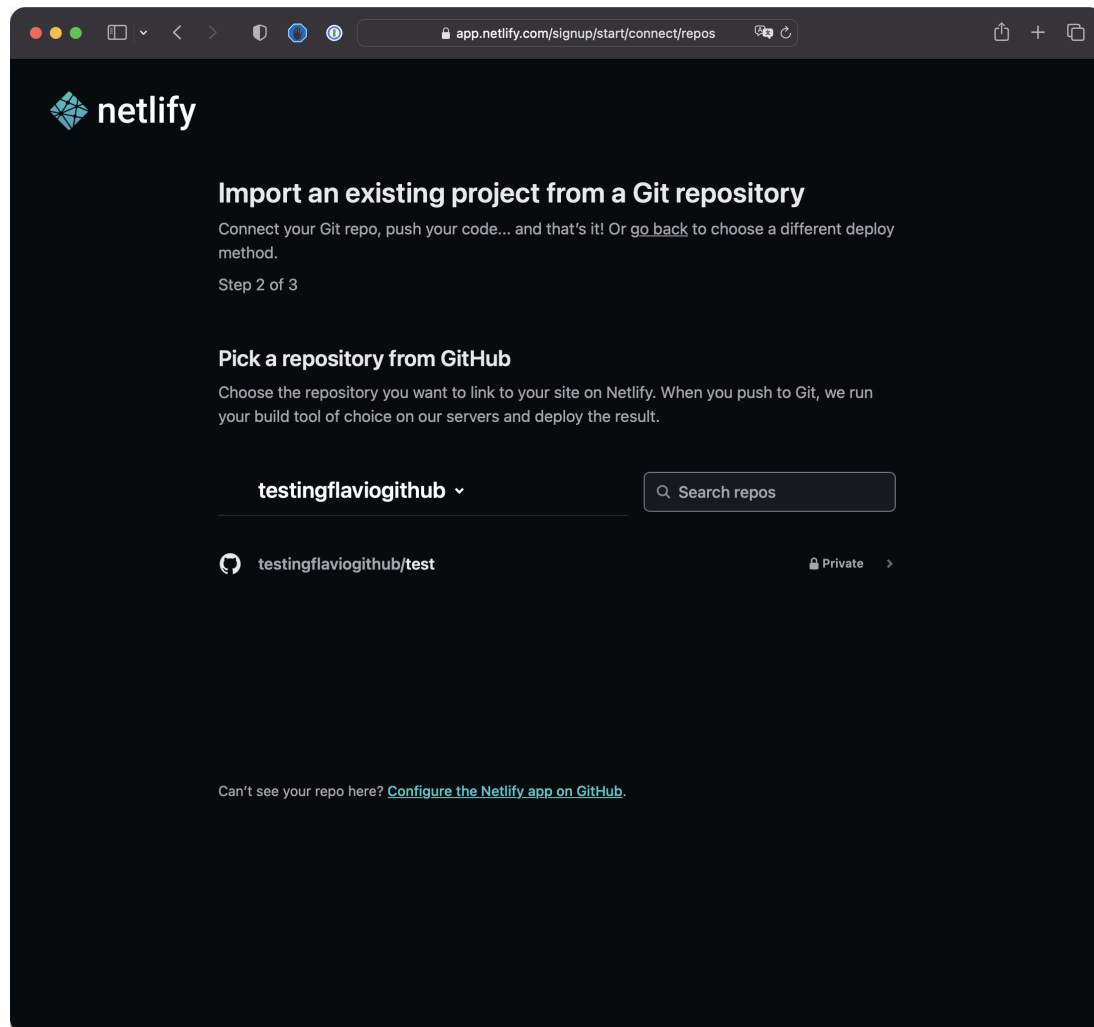 app.netlify.com/signup/start/connect/repos
netlify
Import an existing project from a Git repository
Connect your Git repo, push your code... and that’s it! Or go back to choose a different deploy
method.
Step 2 of 3
Pick a repository from GitHub
Choose the repository you want to link to your site on Netlify. When you push to Git, we run
your build tool of choice on our servers and deploy the result.
testingflaviogithub
Search repos
testingflaviogithub/test
Private
Can’t see your repo here? Configure the Netlify app on GitHub.